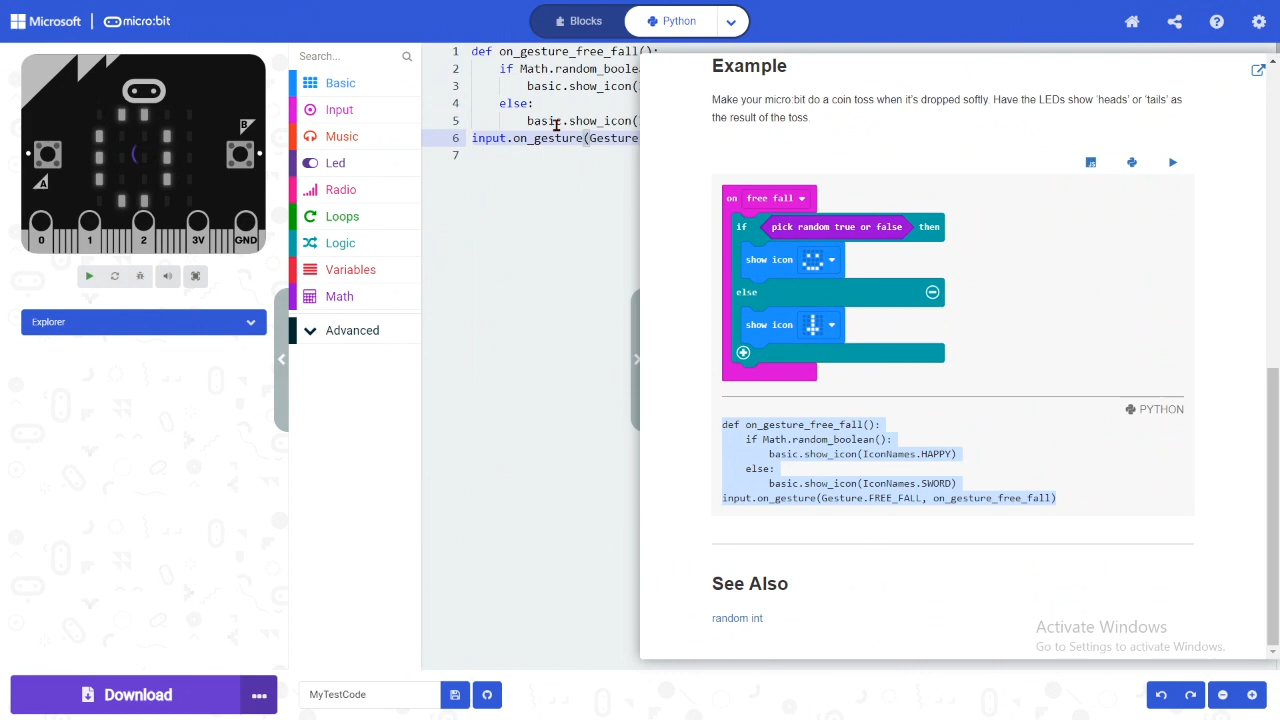 Microsoft
micro:bit
Blocks
Python
Search...
Basic
Input
Music
Led
Radio
Loops
Logic
Variables
Math
Advanced
A
B
0 1 2 3V GND
Explorer
1 def on_gesture_free_fall():
2 if Math.random_boolea
3 basic.show_icon(
4 else:
5 basic.show_icon(
6 input.on_gesture(Gesture
7
Example
Make your micro:bit do a coin toss when it's dropped softly. Have the LEDs show 'heads' or 'tails' as
the result of the toss.
JS
on free fall
if pick random true or false then
show icon
else
show icon
PYTHON
def on_gesture_free_fall():
if Math.random_boolean():
basic.show_icon(IconNames.HAPPY)
else:
basic.show_icon(IconNames.SWORD)
input.on_gesture(Gesture.FREE_FALL, on_gesture_free_fall)
See Also
random int
Activate Windows
Go to Settings to activate Windows.
Download
MyTestCode